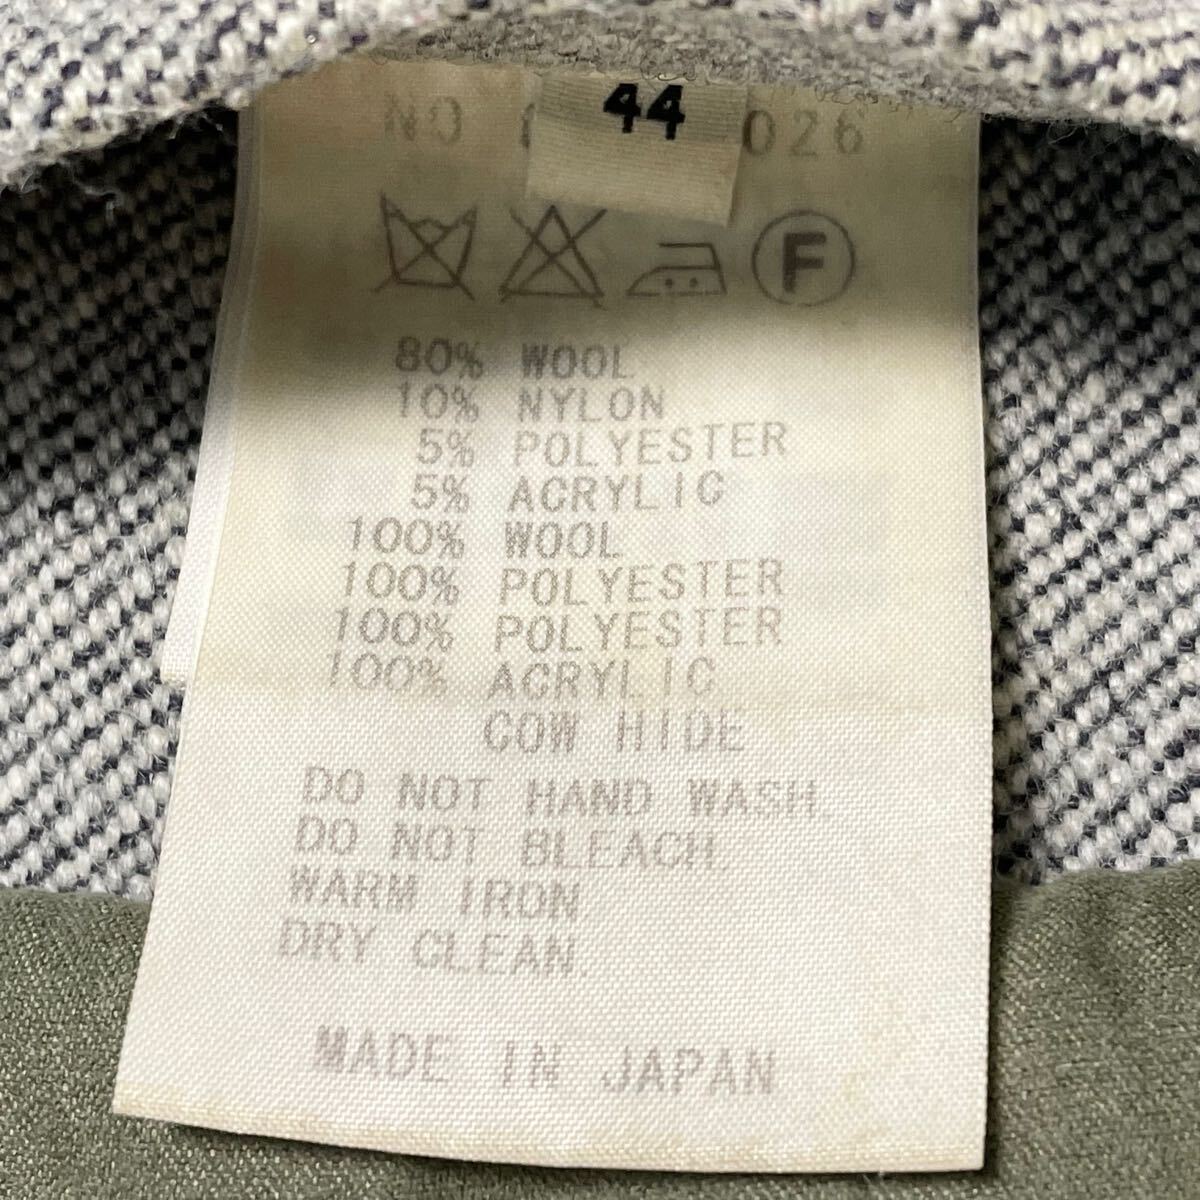 44
NO 026
F
80% WOOL
10% NYLON
5% POLYESTER
5% ACRYLIC
100% WOOL
100% POLYESTER
100% POLYESTER
100% ACRYLIC
COW HIDE
DO NOT HAND WASH.
DO NOT BLEACH.
WARM IRON
DRY CLEAN.
MADE IN JAPAN